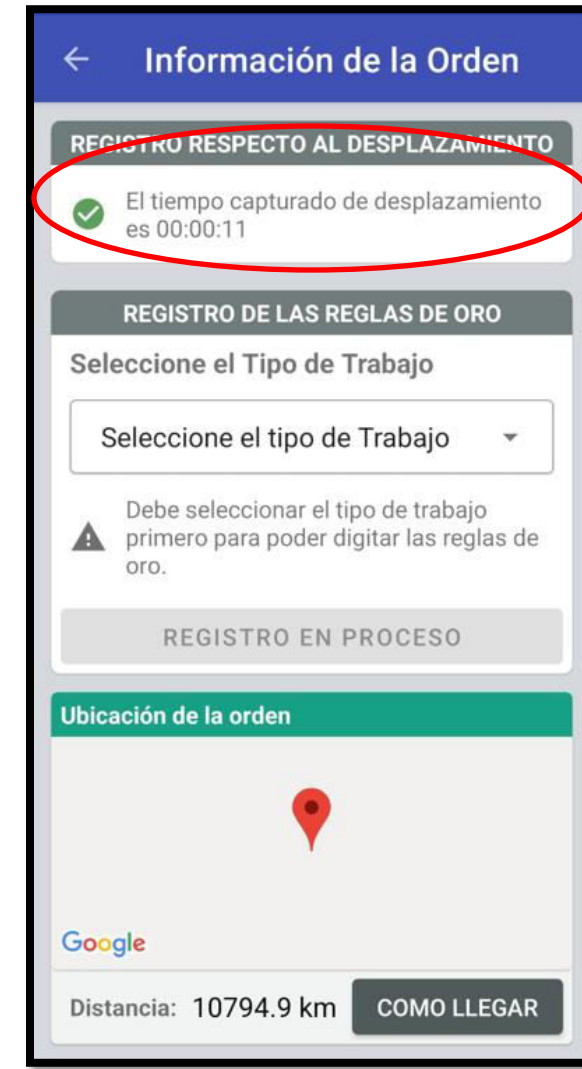 Información de la Orden
REGISTRO RESPECTO AL DESPLAZAMIENTO
El tiempo capturado de desplazamiento
es 00:00:11
REGISTRO DE LAS REGLAS DE ORO
Seleccione el Tipo de Trabajo
Seleccione el tipo de Trabajo
Debe seleccionar el tipo de trabajo
primero para poder digitar las reglas de
oro.
REGISTRO EN PROCESO
Ubicación de la orden
Google
Distancia: 10794.9 km COMO LLEGAR